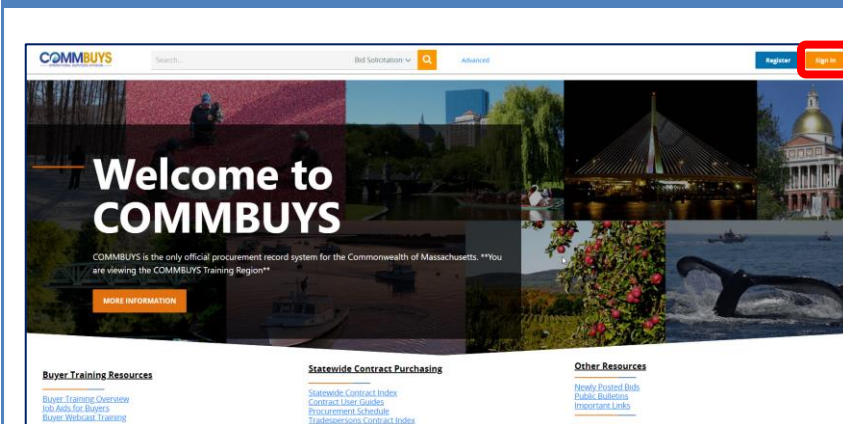 COMMBUYS
OPERATIONAL SERVICES DIVISION
Search...
Bid Solicitation
Advanced
Register
Sign In
Welcome to
COMMBUYS
COMMBUYS is the only official procurement record system for the Commonwealth of Massachusetts. **You
are viewing the COMMBUYS Training Region**
MORE INFORMATION
Buyer Training Resources
Buyer Training Overview
Job Aids for Buyers
Buyer Webcast Training
Statewide Contract Purchasing
Statewide Contract Index
Contract User Guides
Procurement Schedule
Tradespersons Contract Index
Other Resources
Newly Posted Bids
Public Bulletins
Important Links